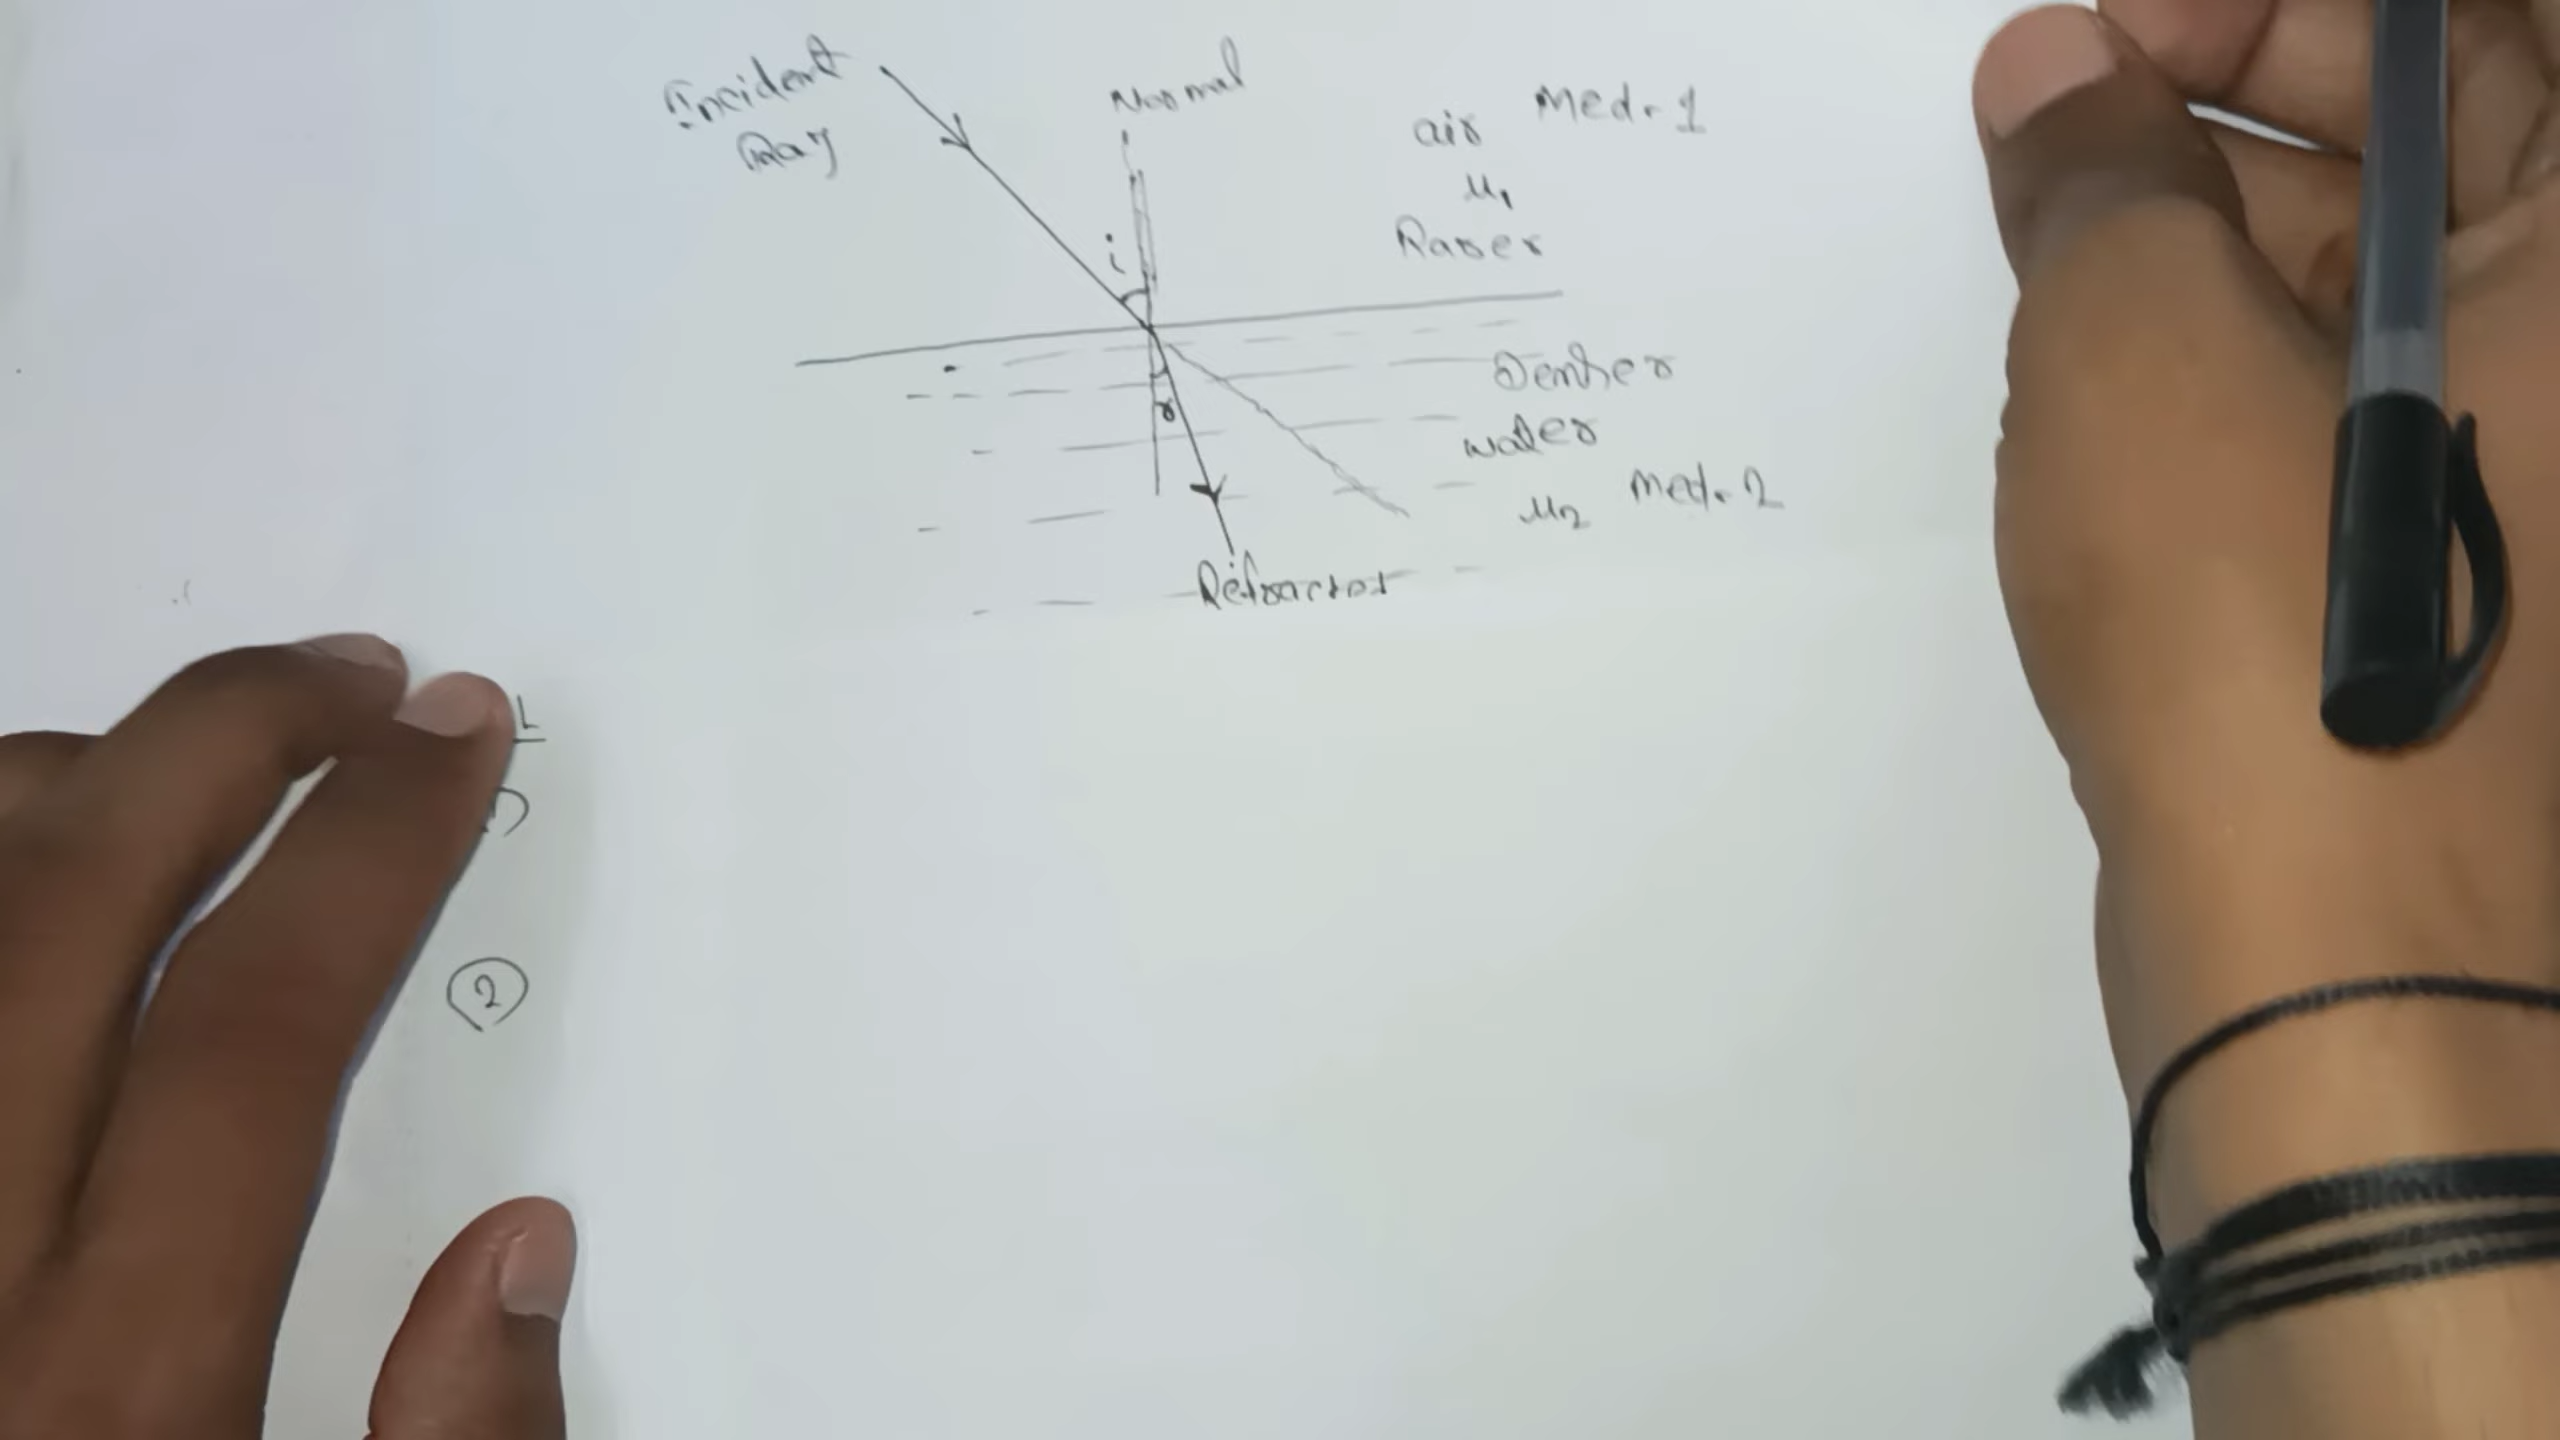 Incident
Ray
Normal
air Med. 1
μ1
Rarer
i
Denser
water
μ2 Med. 2
r
Refracted
2